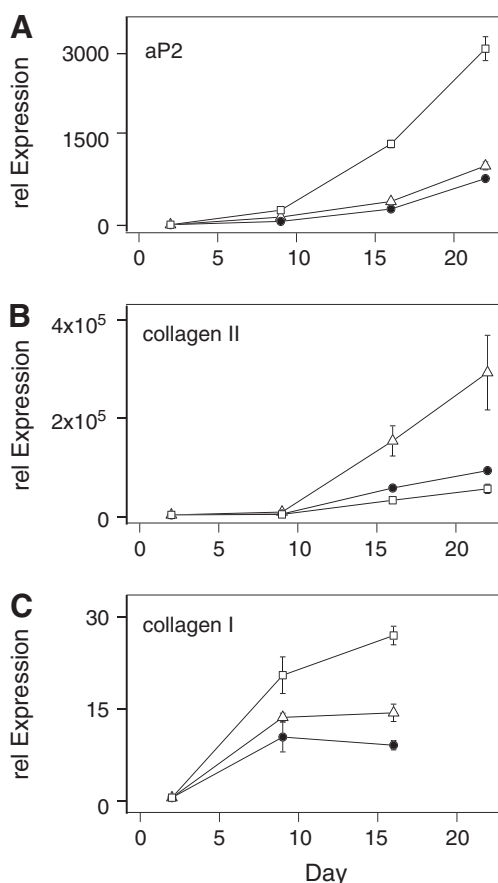 A
aP2
rel Expression
3000
1500
0
0 5 10 15 20
B
collagen II
rel Expression
4x10⁵
2x10⁵
0
0 5 10 15 20
C
collagen I
rel Expression
30
15
0
0 5 10 15 20
Day